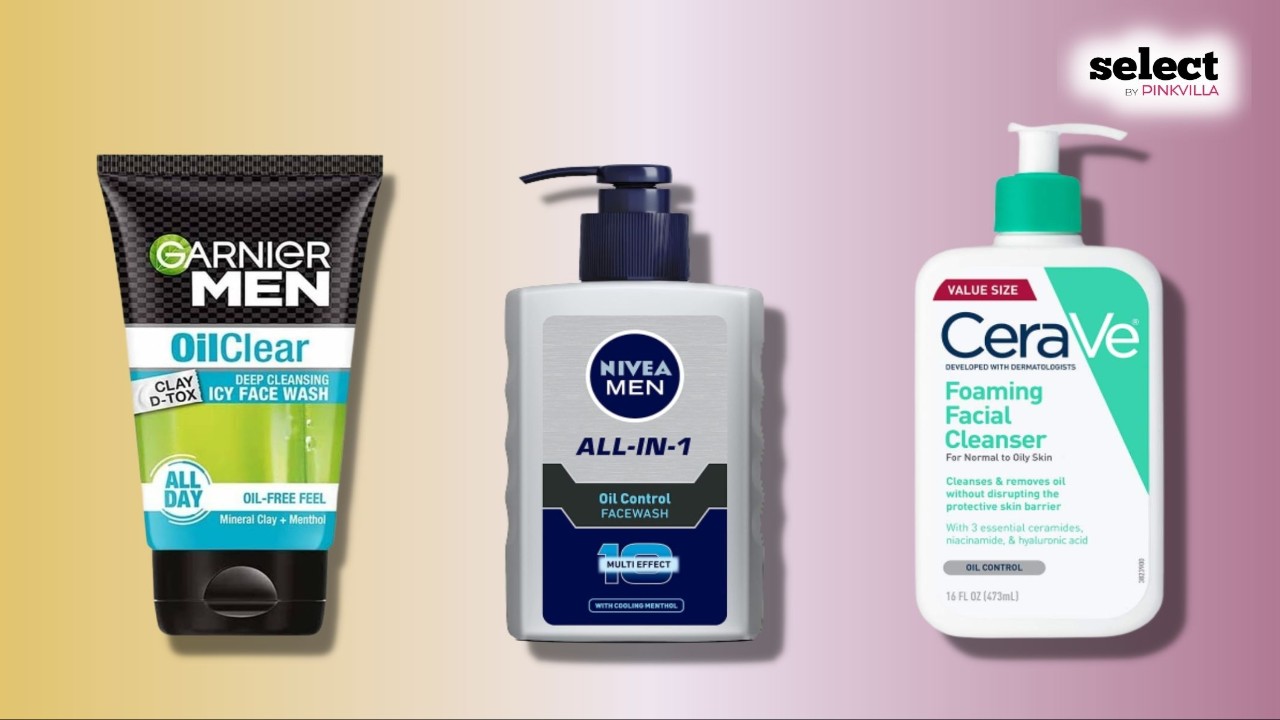 select
BY PINKVILLA
GARNIER
MEN
OilClear
CLAY
D-TOX
DEEP CLEANSING
ICY FACE WASH
ALL
DAY
OIL-FREE FEEL
Mineral Clay + Menthol
NIVEA
MEN
ALL-IN-1
Oil Control
FACEWASH
10
MULTI EFFECT
WITH COOLING MENTHOL
VALUE SIZE
CeraVe®
DEVELOPED WITH DERMATOLOGISTS
Foaming
Facial
Cleanser
For Normal to Oily Skin
Cleanses & removes oil
without disrupting the
protective skin barrier
With 3 essential ceramides,
niacinamide, & hyaluronic acid
OIL CONTROL
16 FL OZ (473mL)